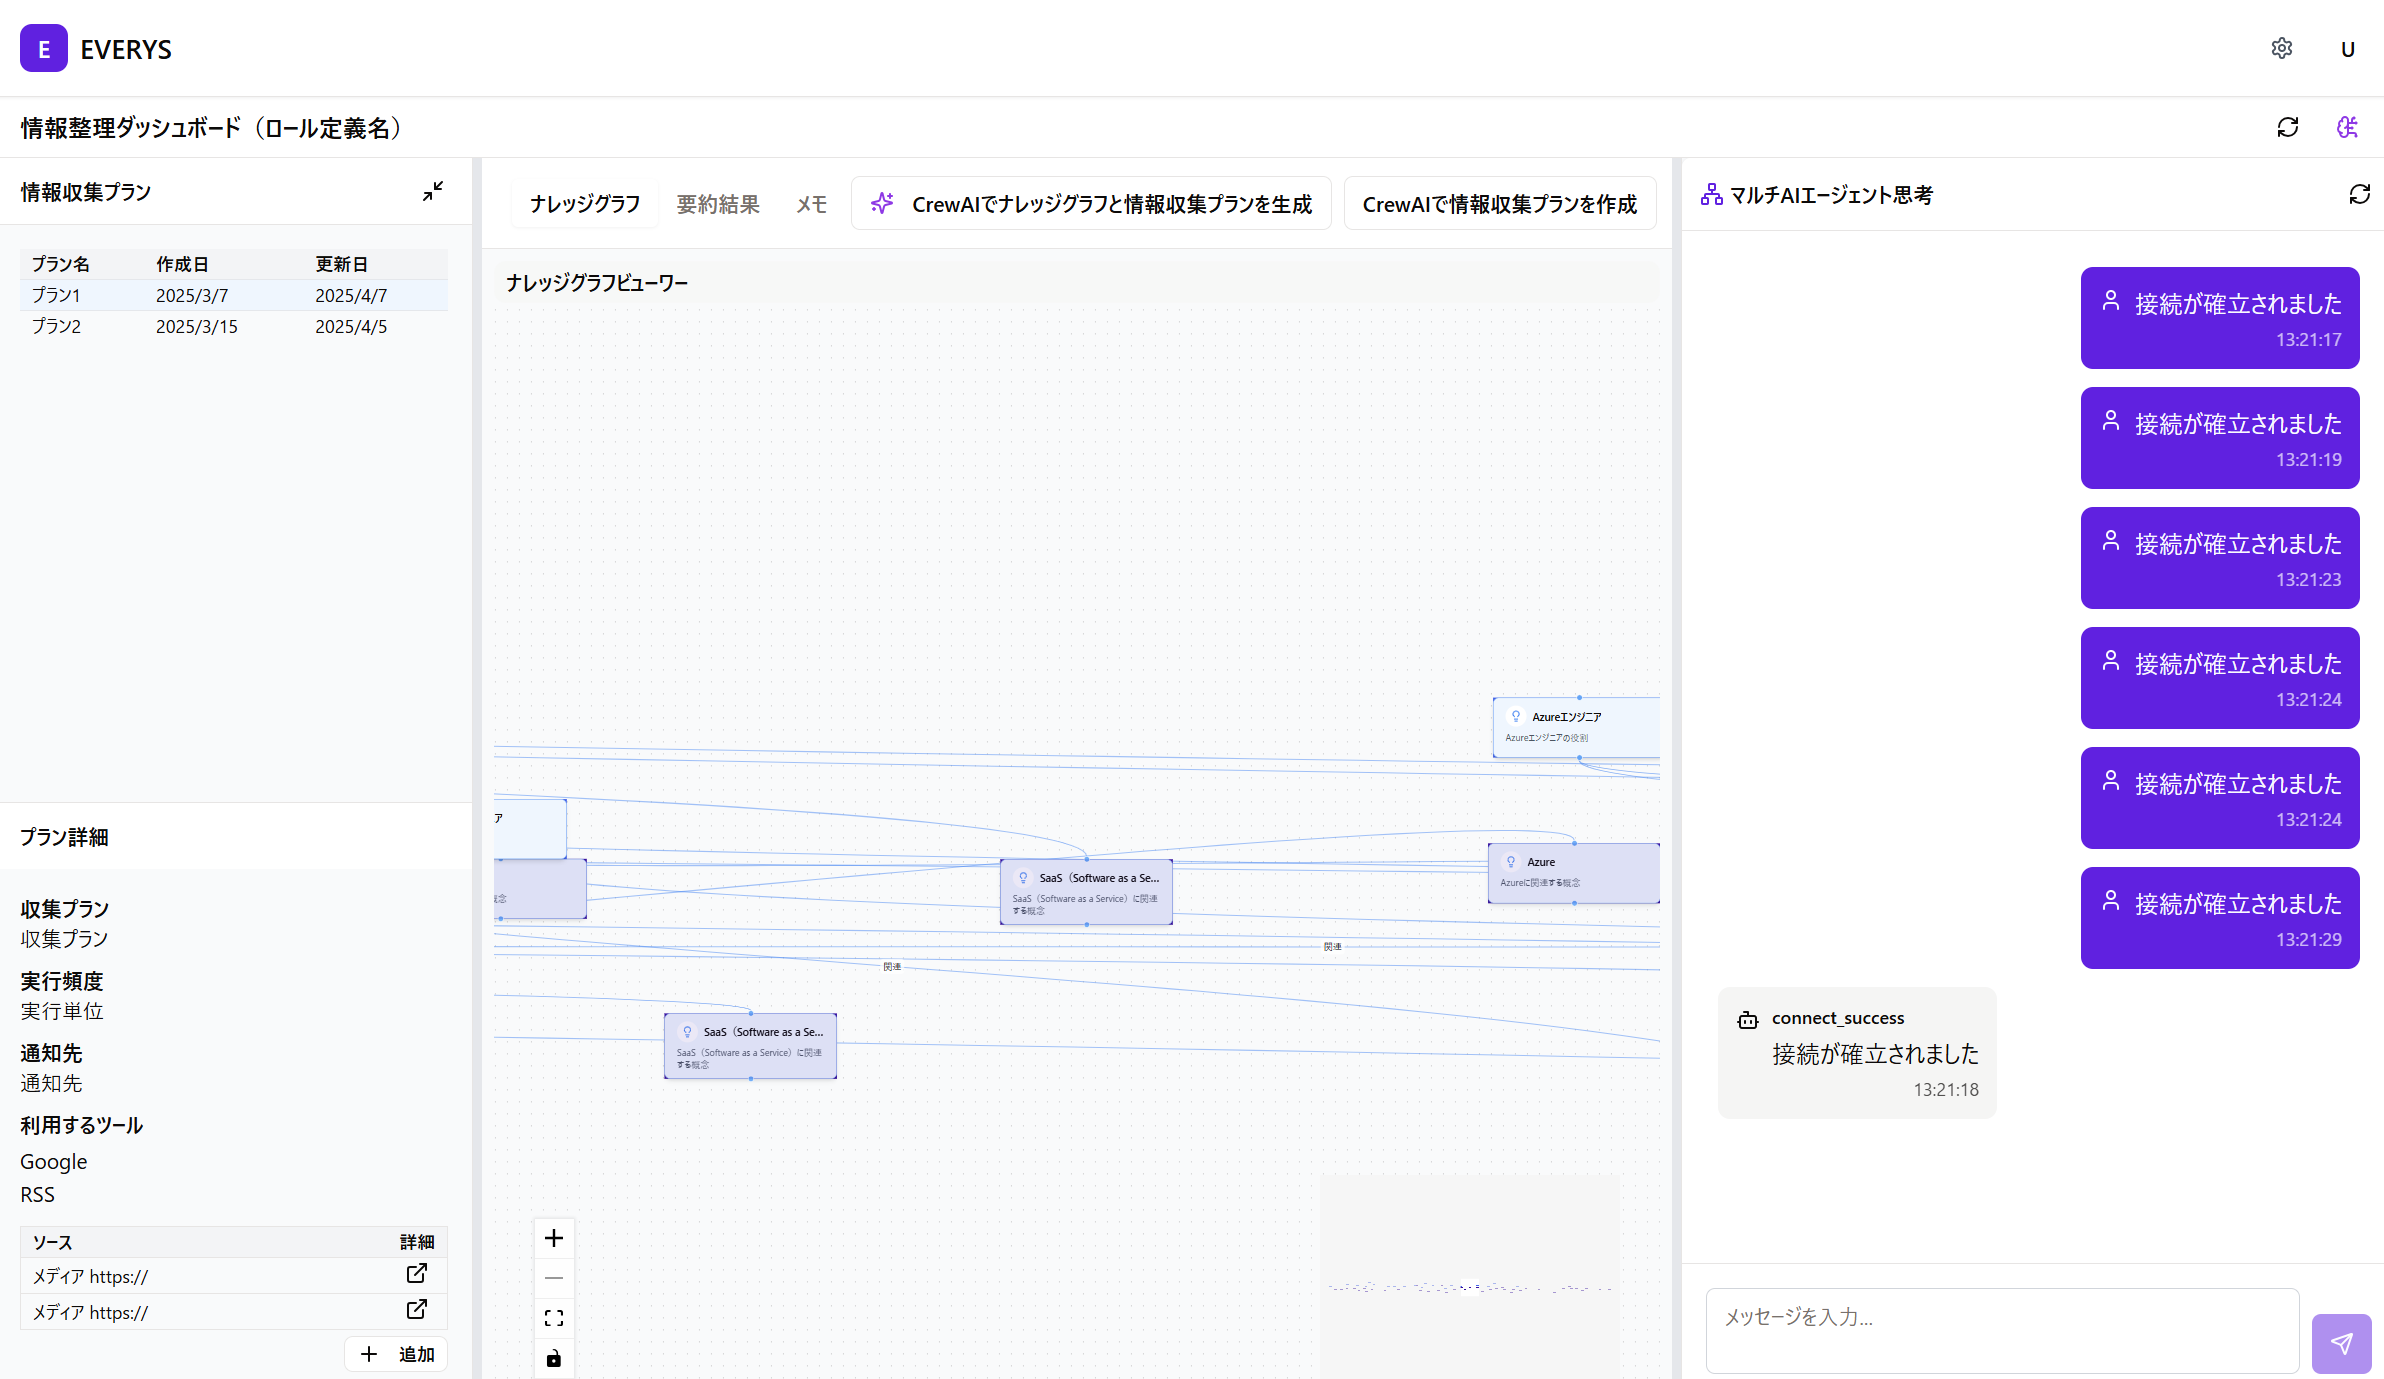 E EVERYS
U
情報整理ダッシュボード（ロール定義名）
情報収集プラン
プラン名 作成日 更新日
プラン1 2025/3/7 2025/4/7
プラン2 2025/3/15 2025/4/5
プラン詳細
収集プラン
収集プラン
実行頻度
実行単位
通知先
通知先
利用するツール
Google
RSS
ソース 詳細
メディア https://
メディア https://
追加
ナレッジグラフ 要約結果 メモ CrewAIでナレッジグラフと情報収集プランを生成 CrewAIで情報収集プランを作成
ナレッジグラフビューワー
Azureエンジニア
Azureエンジニアの役割
ア
概念
SaaS（Software as a Se...
SaaS（Software as a Service）に関連
する概念
Azure
Azureに関連する概念
関連
関連
SaaS（Software as a Se...
SaaS（Software as a Service）に関連
する概念
マルチAIエージェント思考
接続が確立されました
13:21:17
接続が確立されました
13:21:19
接続が確立されました
13:21:23
接続が確立されました
13:21:24
接続が確立されました
13:21:24
接続が確立されました
13:21:29
connect_success
接続が確立されました
13:21:18
メッセージを入力...